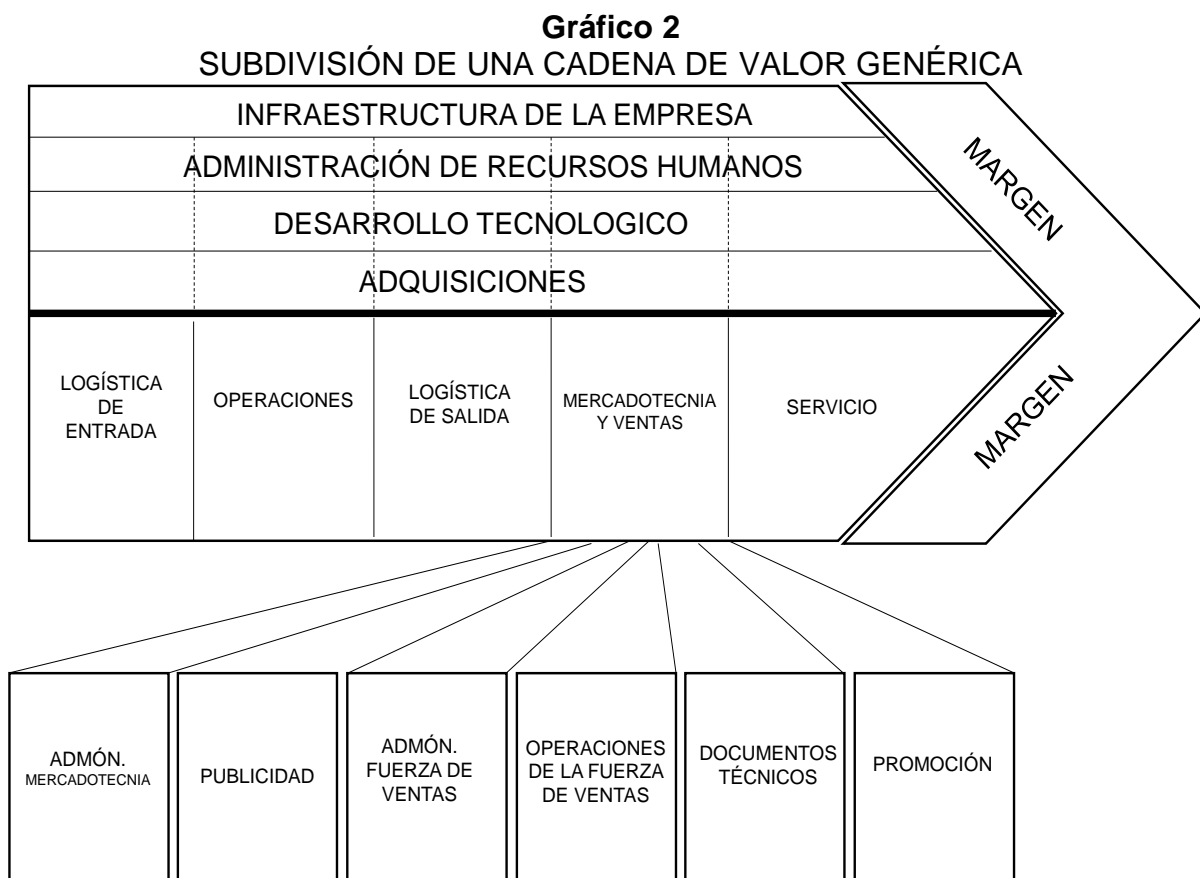 Gráfico 2
SUBDIVISIÓN DE UNA CADENA DE VALOR GENÉRICA
INFRAESTRUCTURA DE LA EMPRESA
ADMINISTRACIÓN DE RECURSOS HUMANOS
DESARROLLO TECNOLOGICO
ADQUISICIONES
MARGEN
LOGÍSTICA
DE
ENTRADA
OPERACIONES
LOGÍSTICA
DE SALIDA
MERCADOTECNIA
Y VENTAS
SERVICIO
MARGEN
ADMÓN.
MERCADOTECNIA
PUBLICIDAD
ADMÓN.
FUERZA DE
VENTAS
OPERACIONES
DE LA FUERZA
DE VENTAS
DOCUMENTOS
TÉCNICOS
PROMOCIÓN